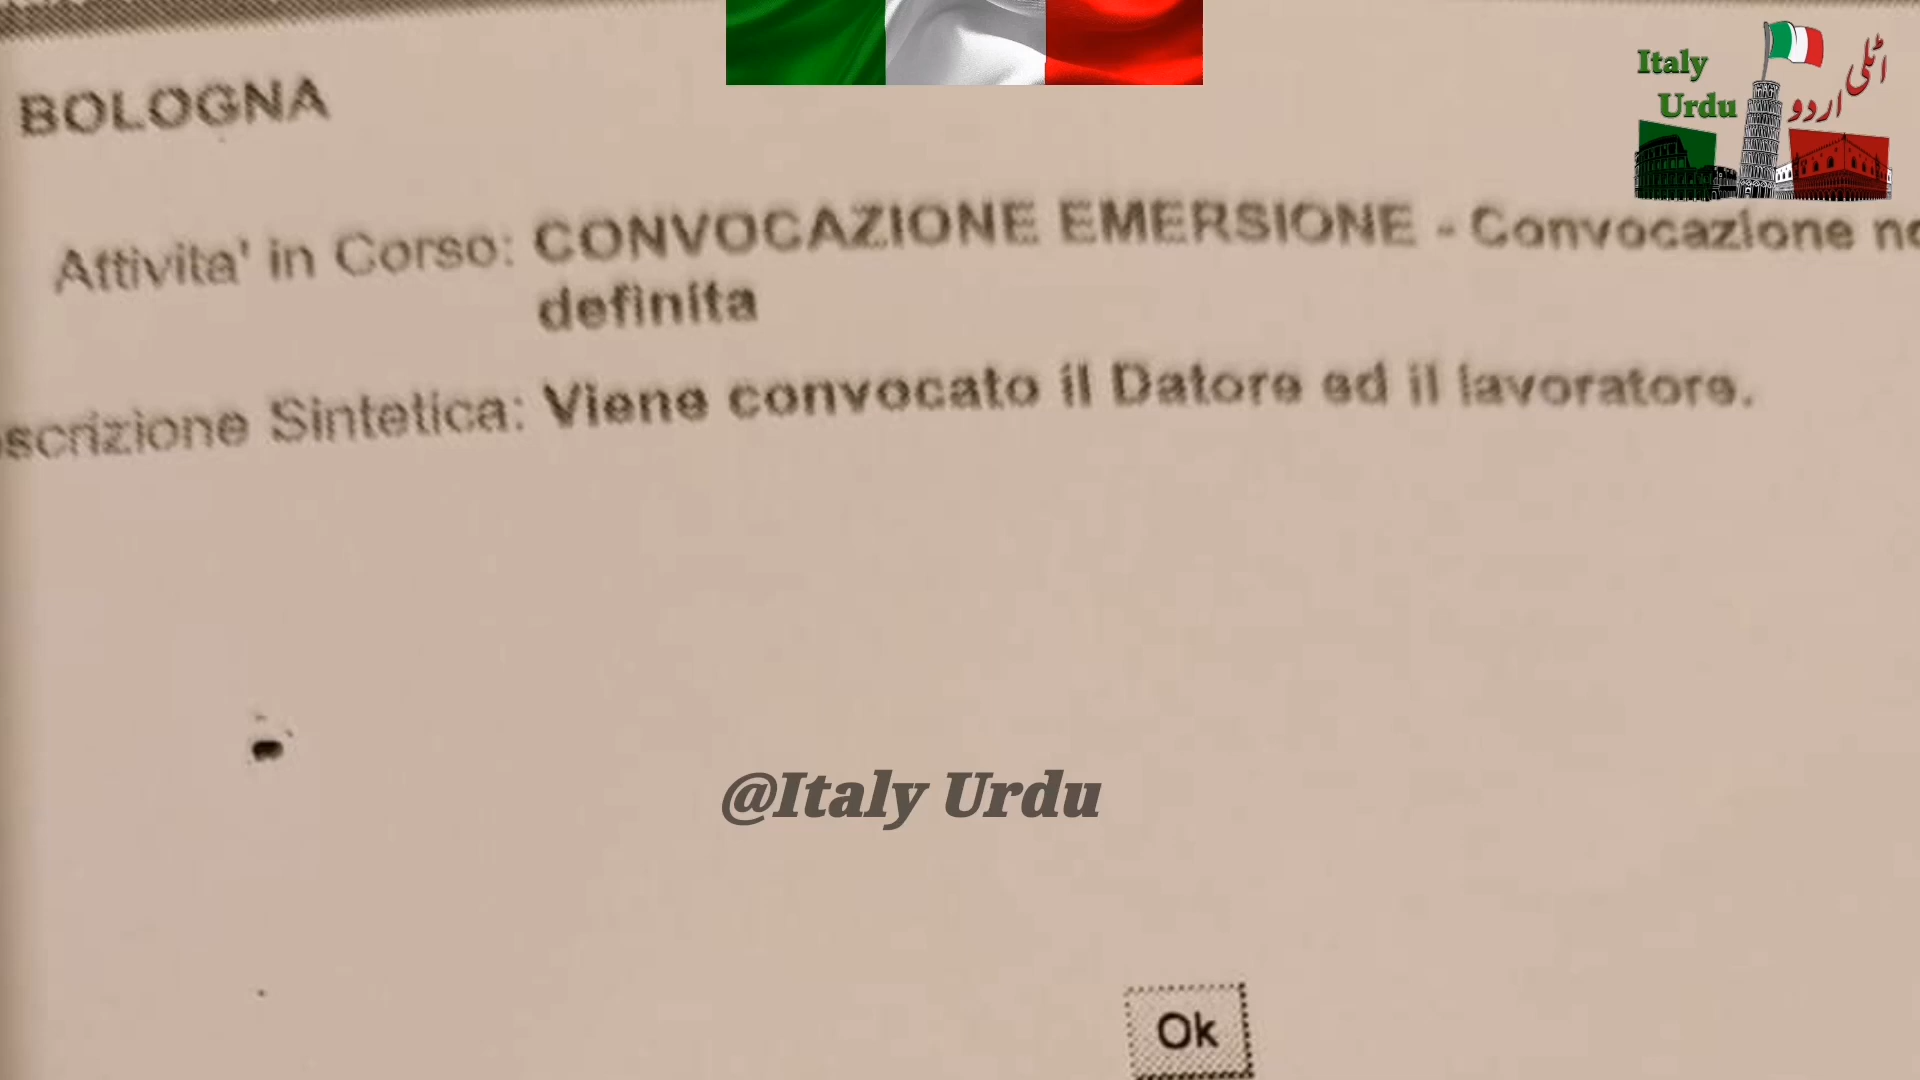 BOLOGNA
Italy
Urdu
اٹلی
اردو
Attivita' in Corso: CONVOCAZIONE EMERSIONE - Convocazione
definita
Sintetica: Viene convocato il Datore ed il lavoratore.
@Italy Urdu
Ok